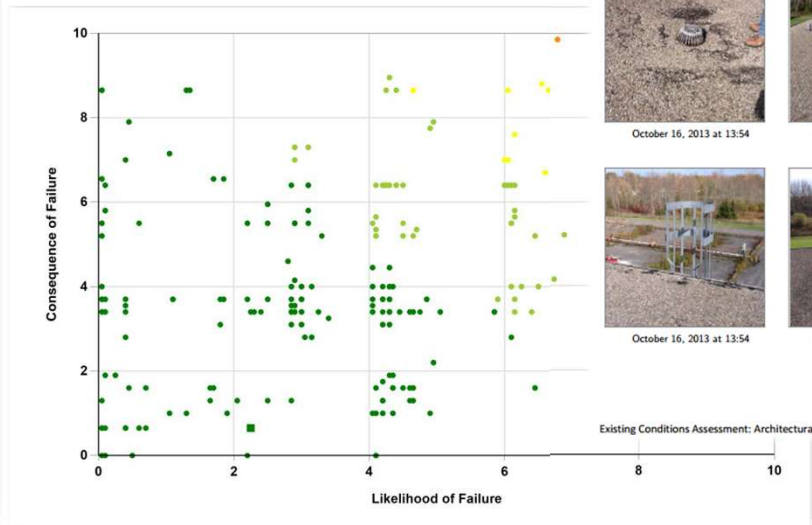 10
8
6
4
2
0
Consequence of Failure
0 2 4 6 8 10
Likelihood of Failure
October 16, 2013 at 13:54
October 16, 2013 at 13:54
Existing Conditions Assessment: Architectura